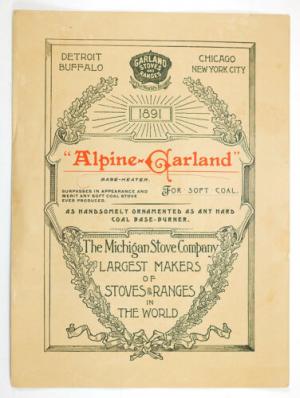 DETROIT
BUFFALO
CHICAGO
NEW YORK CITY
GARLAND
STOVES
AND
RANGES
1891
"Alpine-Garland"
BASE-HEATER.
SURPASSES IN APPEARANCE AND
MERIT ANY SOFT COAL STOVE
EVER PRODUCED.
FOR SOFT COAL.
AS HANDSOMELY ORNAMENTED AS ANY HARD
COAL BASE-BURNER.
The Michigan Stove Company
LARGEST MAKERS
OF
STOVES & RANGES
IN
THE WORLD